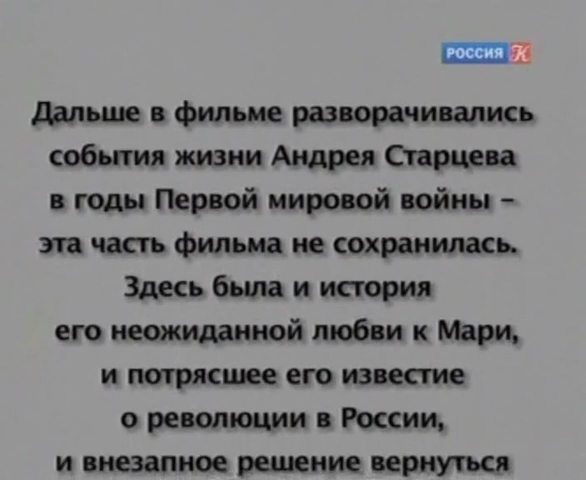 РОССИЯ К
Дальше в фильме разворачивались
события жизни Андрея Старцева
в годы Первой мировой войны –
эта часть фильма не сохранилась.
Здесь была и история
его неожиданной любви к Мари,
и потрясшее его известие
о революции в России,
и внезапное решение вернуться